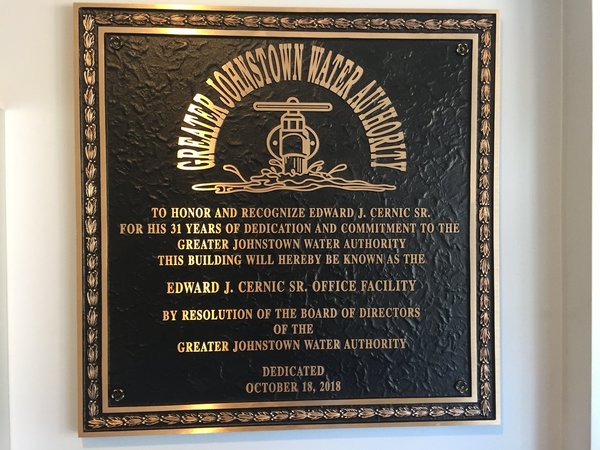 GREATER JOHNSTOWN WATER AUTHORITY
TO HONOR AND RECOGNIZE EDWARD J. CERNIC SR.
FOR HIS 31 YEARS OF DEDICATION AND COMMITMENT TO THE
GREATER JOHNSTOWN WATER AUTHORITY
THIS BUILDING WILL HEREBY BE KNOWN AS THE
EDWARD J. CERNIC SR. OFFICE FACILITY
BY RESOLUTION OF THE BOARD OF DIRECTORS
OF THE
GREATER JOHNSTOWN WATER AUTHORITY
DEDICATED
OCTOBER 18, 2018